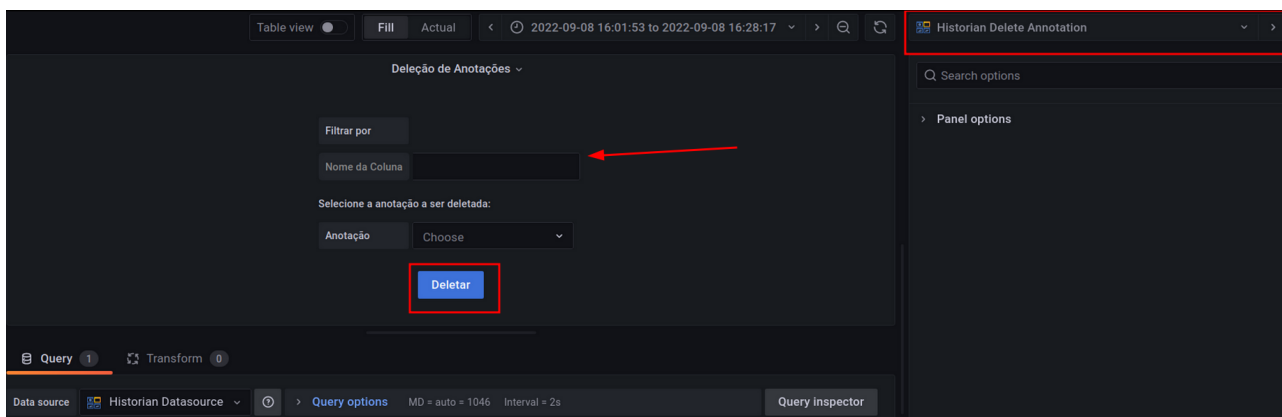 Table view Fill Actual 2022-09-08 16:01:53 to 2022-09-08 16:28:17 Historian Delete Annotation
Deleção de Anotações
Search options
Panel options
Filtrar por
Nome da Coluna
Selecione a anotação a ser deletada:
Anotação Choose
Deletar
Query 1 Transform 0
Data source Historian Datasource Query options MD = auto = 1046 Interval = 2s Query inspector